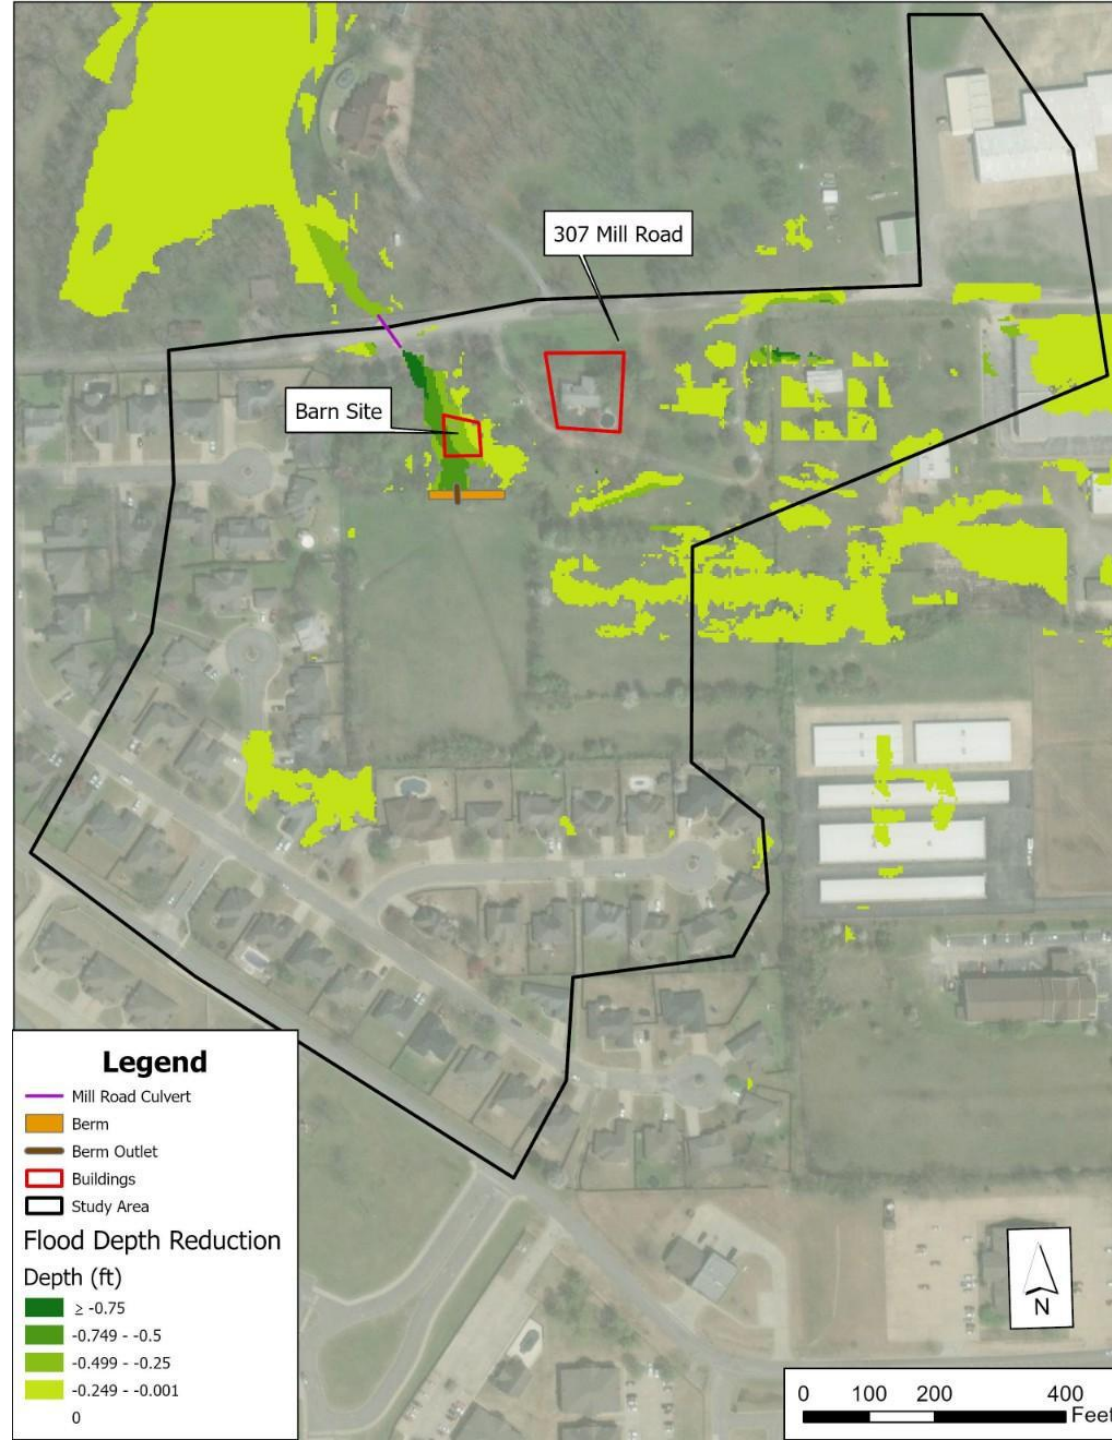 307 Mill Road
Barn Site
Legend
Mill Road Culvert
Berm
Berm Outlet
Buildings
Study Area
Flood Depth Reduction
Depth (ft)
≥ -0.75
-0.749 - -0.5
-0.499 - -0.25
-0.249 - -0.001
0
N
0 100 200 400
Feet